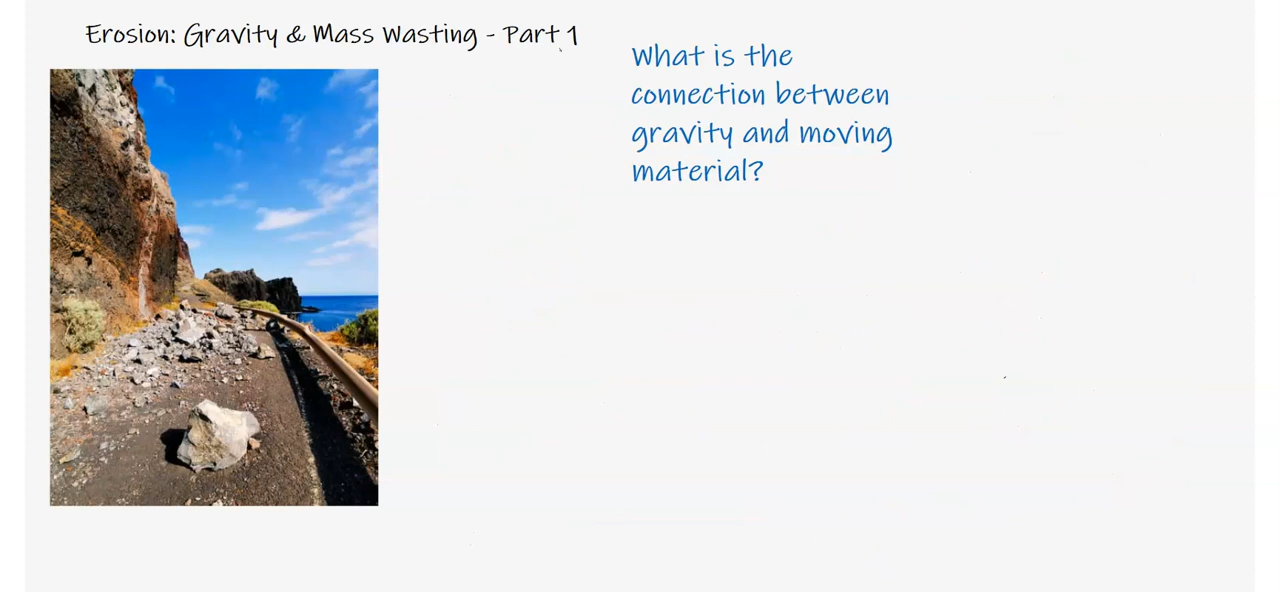 Erosion: Gravity & Mass Wasting - Part 1
What is the
connection between
gravity and moving
material?